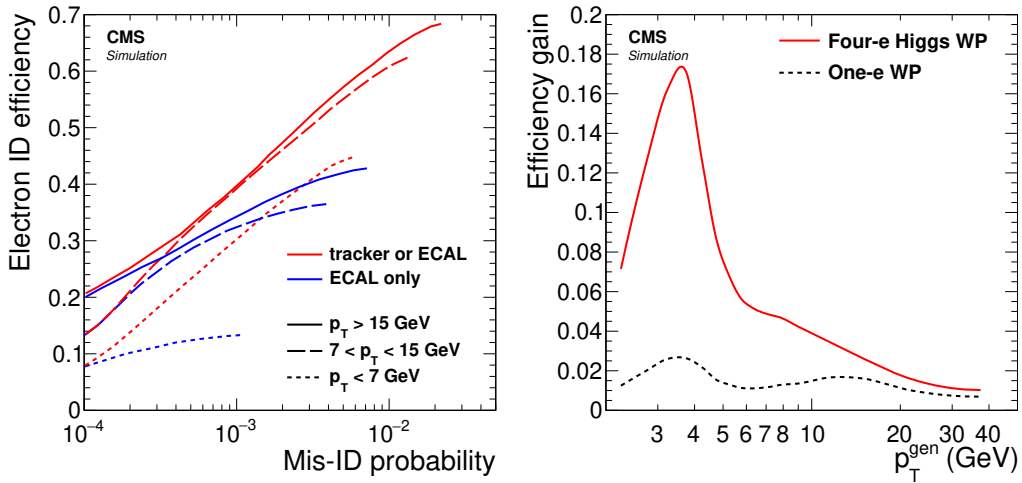 CMS
Simulation
Electron ID efficiency
0.7
0.6
0.5
0.4
0.3
0.2
0.1
0
tracker or ECAL
ECAL only
p_T > 15 GeV
7 < p_T < 15 GeV
p_T < 7 GeV
10^−4
10^−3
10^−2
Mis-ID probability
CMS
Simulation
Four-e Higgs WP
One-e WP
Efficiency gain
0.2
0.18
0.16
0.14
0.12
0.1
0.08
0.06
0.04
0.02
0
3 4 5 6 7 8 10 20 30 40
p_T^gen (GeV)